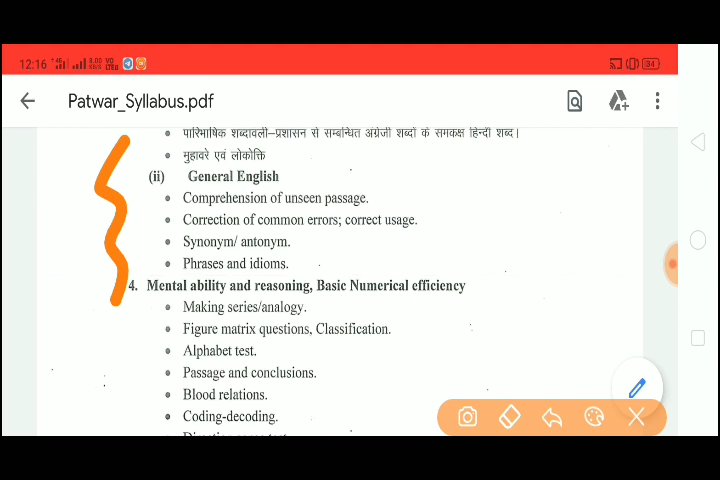 12:16
Patwar_Syllabus.pdf
• पारिभाषिक शब्दावली–प्रशासन से सम्बन्धित अंग्रेजी शब्दों के समकक्ष हिन्दी शब्द।
• मुहावरे एवं लोकोक्ति
(ii) General English
• Comprehension of unseen passage.
• Correction of common errors; correct usage.
• Synonym/ antonym.
• Phrases and idioms.
4. Mental ability and reasoning, Basic Numerical efficiency
• Making series/analogy.
• Figure matrix questions, Classification.
• Alphabet test.
• Passage and conclusions.
• Blood relations.
• Coding-decoding.